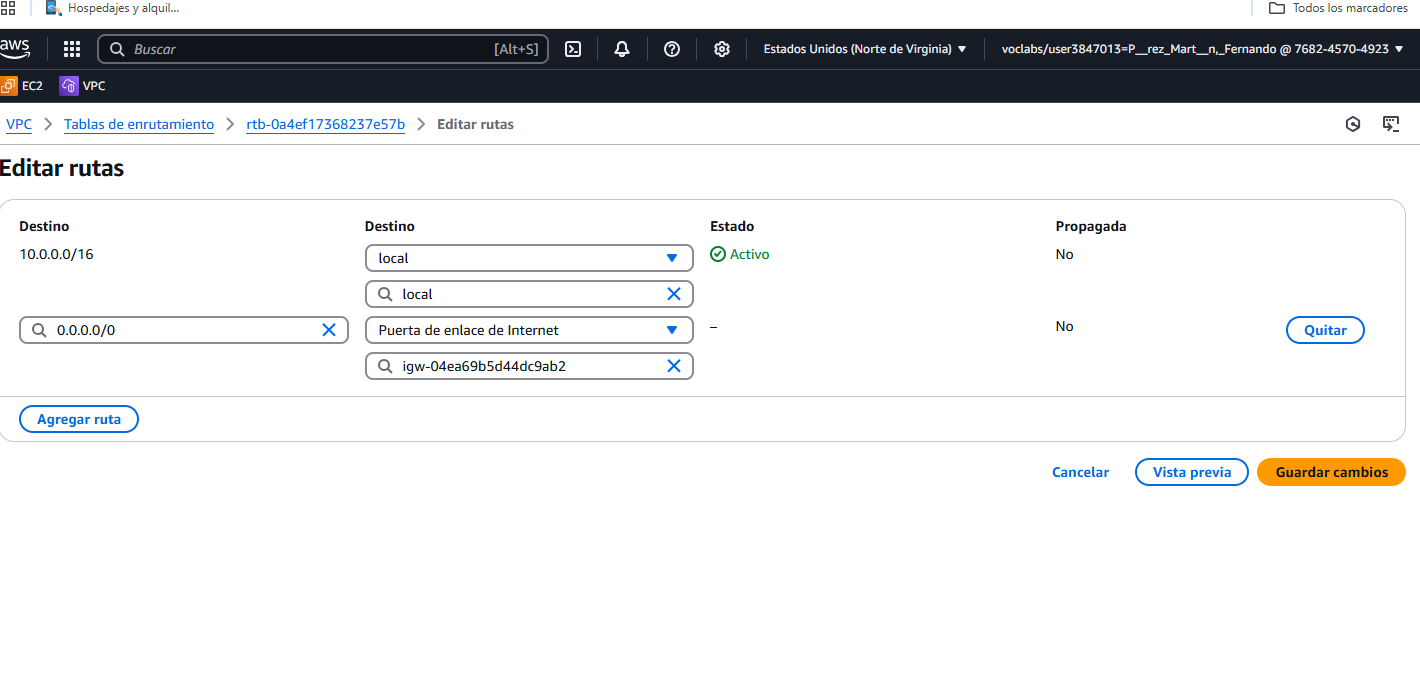 Hospedajes y alquil...
Todos los marcadores
aws
Buscar
[Alt+S]
Estados Unidos (Norte de Virginia)
voclabs/user3847013=P__rez_Mart__n,_Fernando @ 7682-4570-4923
EC2
VPC
VPC
Tablas de enrutamiento
rtb-0a4ef17368237e57b
Editar rutas
Editar rutas
Destino
Destino
Estado
Propagada
10.0.0.0/16
local
Activo
No
local
0.0.0.0/0
Puerta de enlace de Internet
–
No
Quitar
igw-04ea69b5d44dc9ab2
Agregar ruta
Cancelar
Vista previa
Guardar cambios